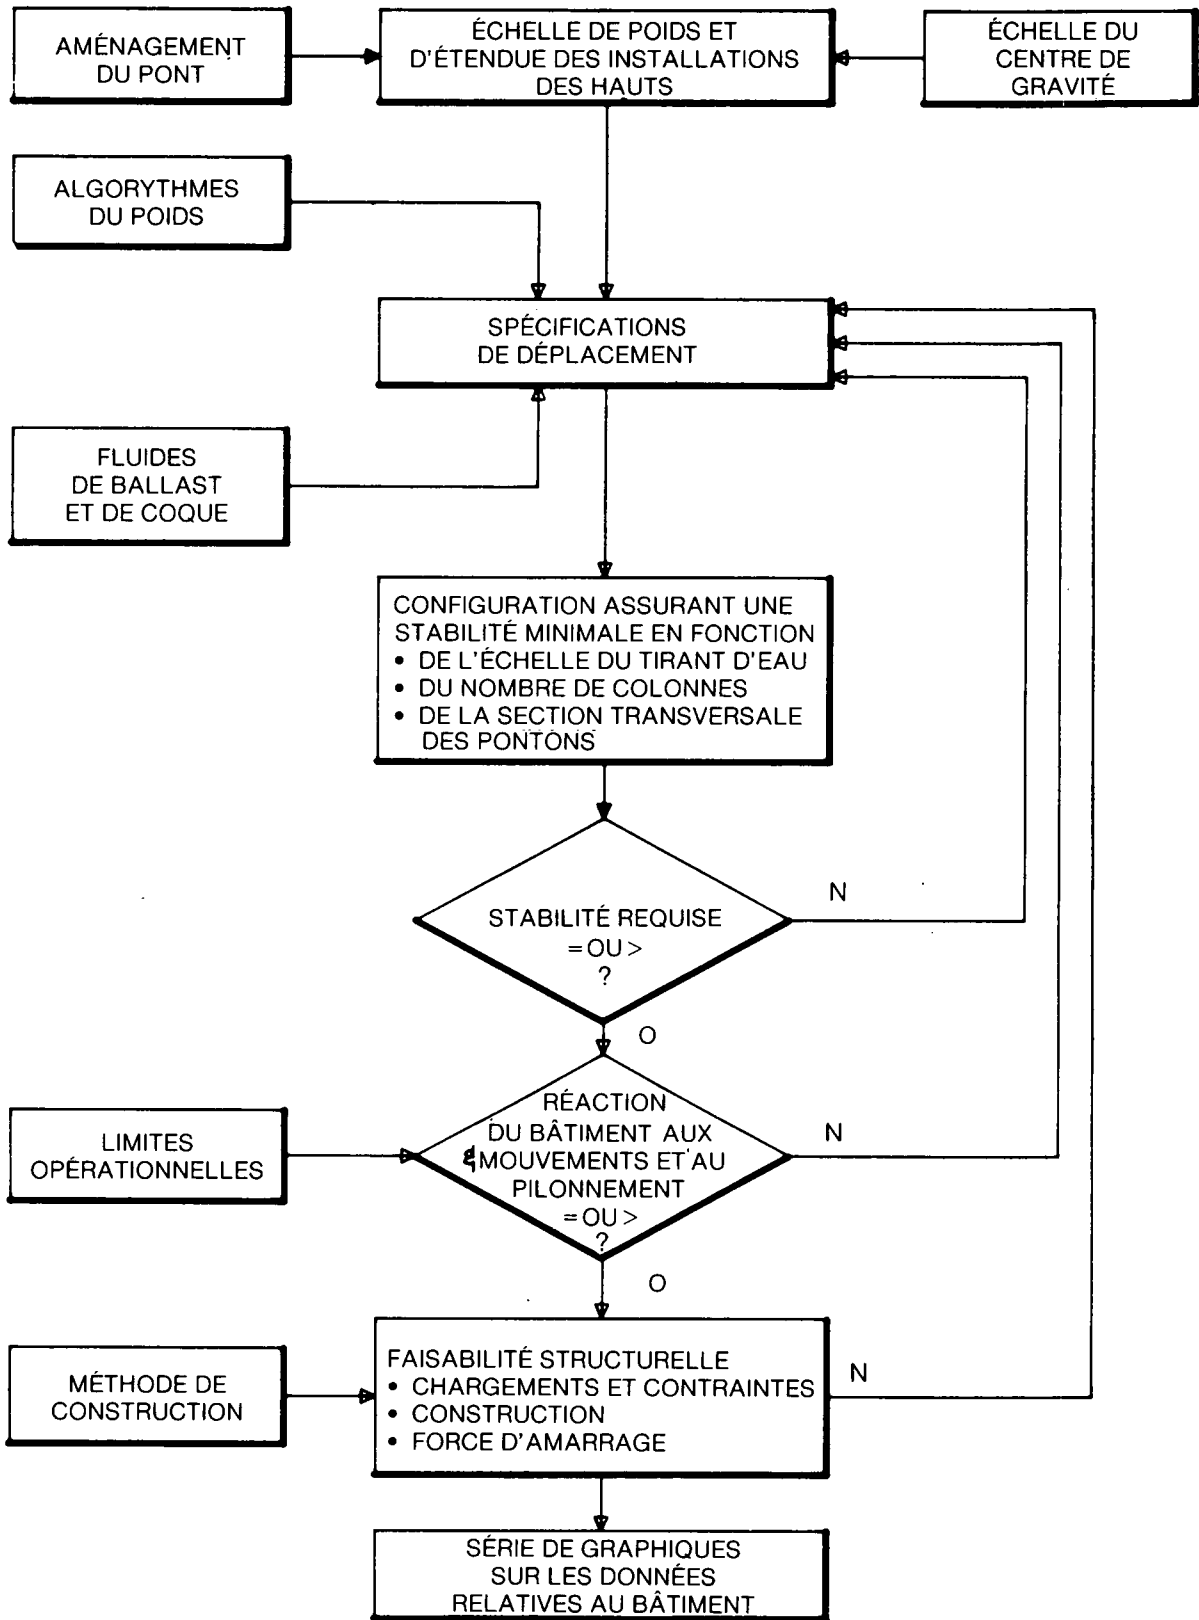 AMÉNAGEMENT
DU PONT
ÉCHELLE DE POIDS ET
D'ÉTENDUE DES INSTALLATIONS
DES HAUTS
ÉCHELLE DU
CENTRE DE
GRAVITÉ
ALGORYTHMES
DU POIDS
SPÉCIFICATIONS
DE DÉPLACEMENT
FLUIDES
DE BALLAST
ET DE COQUE
CONFIGURATION ASSURANT UNE
STABILITÉ MINIMALE EN FONCTION
• DE L'ÉCHELLE DU TIRANT D'EAU
• DU NOMBRE DE COLONNES
• DE LA SECTION TRANSVERSALE
DES PONTONS
STABILITÉ REQUISE
=OU>
?
N
O
LIMITES
OPÉRATIONNELLES
RÉACTION
DU BÂTIMENT AUX
MOUVEMENTS ET AU
PILONNEMENT
=OU>
?
N
O
MÉTHODE DE
CONSTRUCTION
FAISABILITÉ STRUCTURELLE
• CHARGEMENTS ET CONTRAINTES
• CONSTRUCTION
• FORCE D'AMARRAGE
N
SÉRIE DE GRAPHIQUES
SUR LES DONNÉES
RELATIVES AU BÂTIMENT